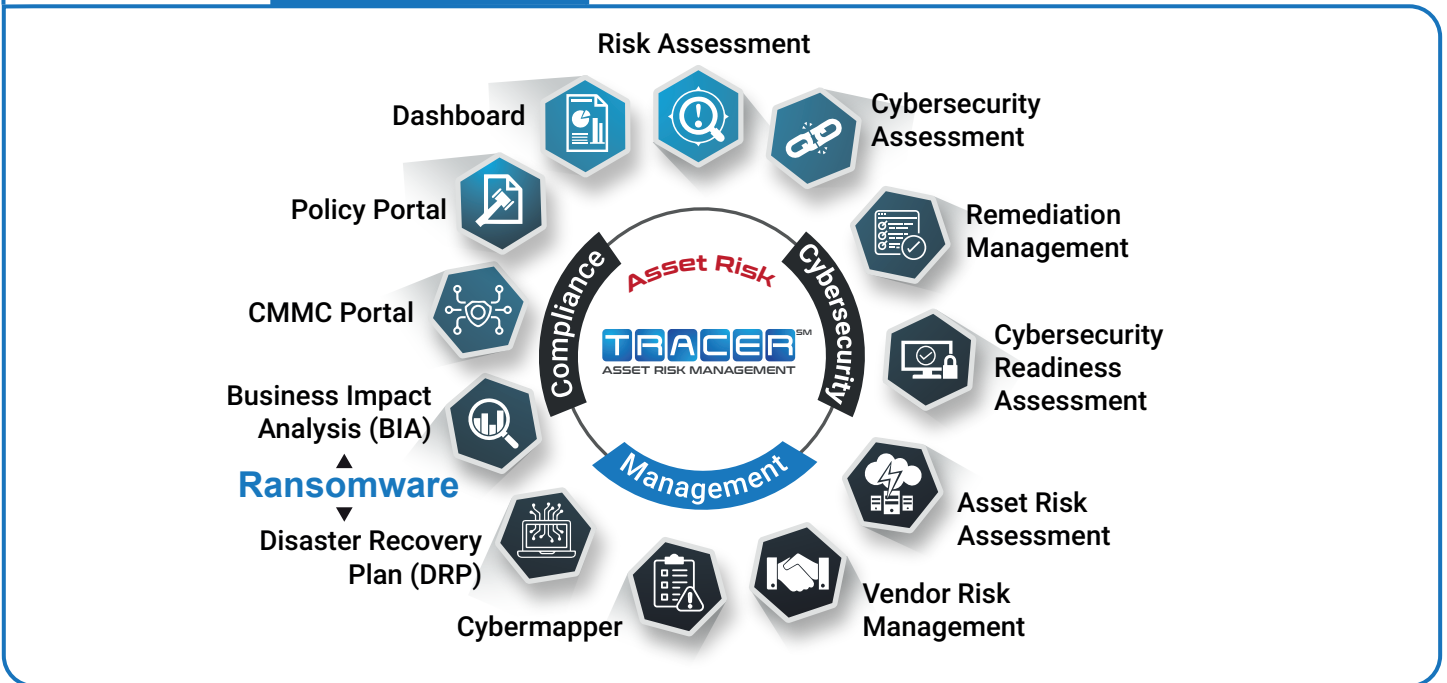 Risk Assessment
Cybersecurity
Assessment
Remediation
Management
Cybersecurity
Readiness
Assessment
Asset Risk
Assessment
Vendor Risk
Management
Cybermapper
Disaster Recovery
Plan (DRP)
Ransomware
Business Impact
Analysis (BIA)
CMMC Portal
Policy Portal
Dashboard
Compliance
Cybersecurity
Management
Asset Risk
TRACER SM
ASSET RISK MANAGEMENT